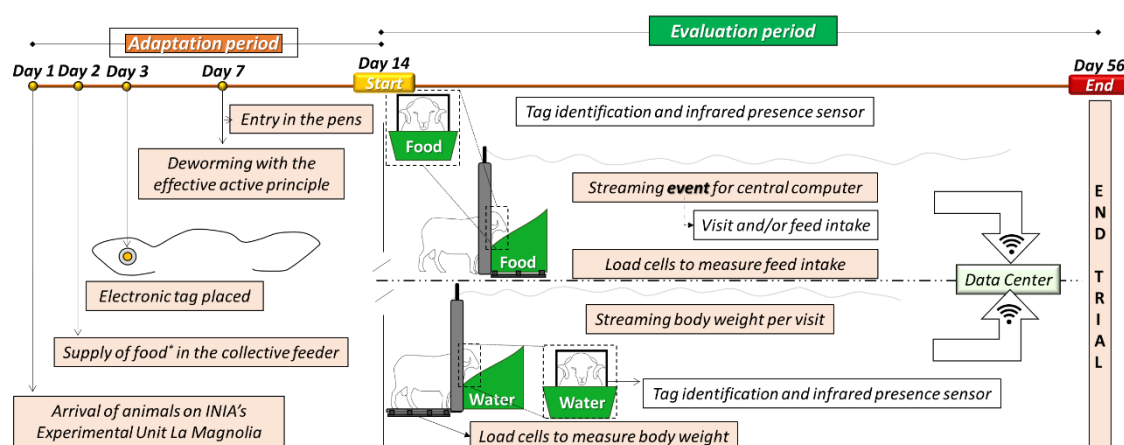 Adaptation period
Evaluation period
Day 1
Day 2
Day 3
Day 7
Day 14
Day 56
Start
End
Entry in the pens
Deworming with the
effective active principle
Electronic tag placed
Supply of food* in the collective feeder
Arrival of animals on INIA's
Experimental Unit La Magnolia
Food
Tag identification and infrared presence sensor
Streaming event for central computer
Visit and/or feed intake
Food
Load cells to measure feed intake
Data Center
Streaming body weight per visit
Water
Water
Tag identification and infrared presence sensor
Load cells to measure body weight
END TRIAL